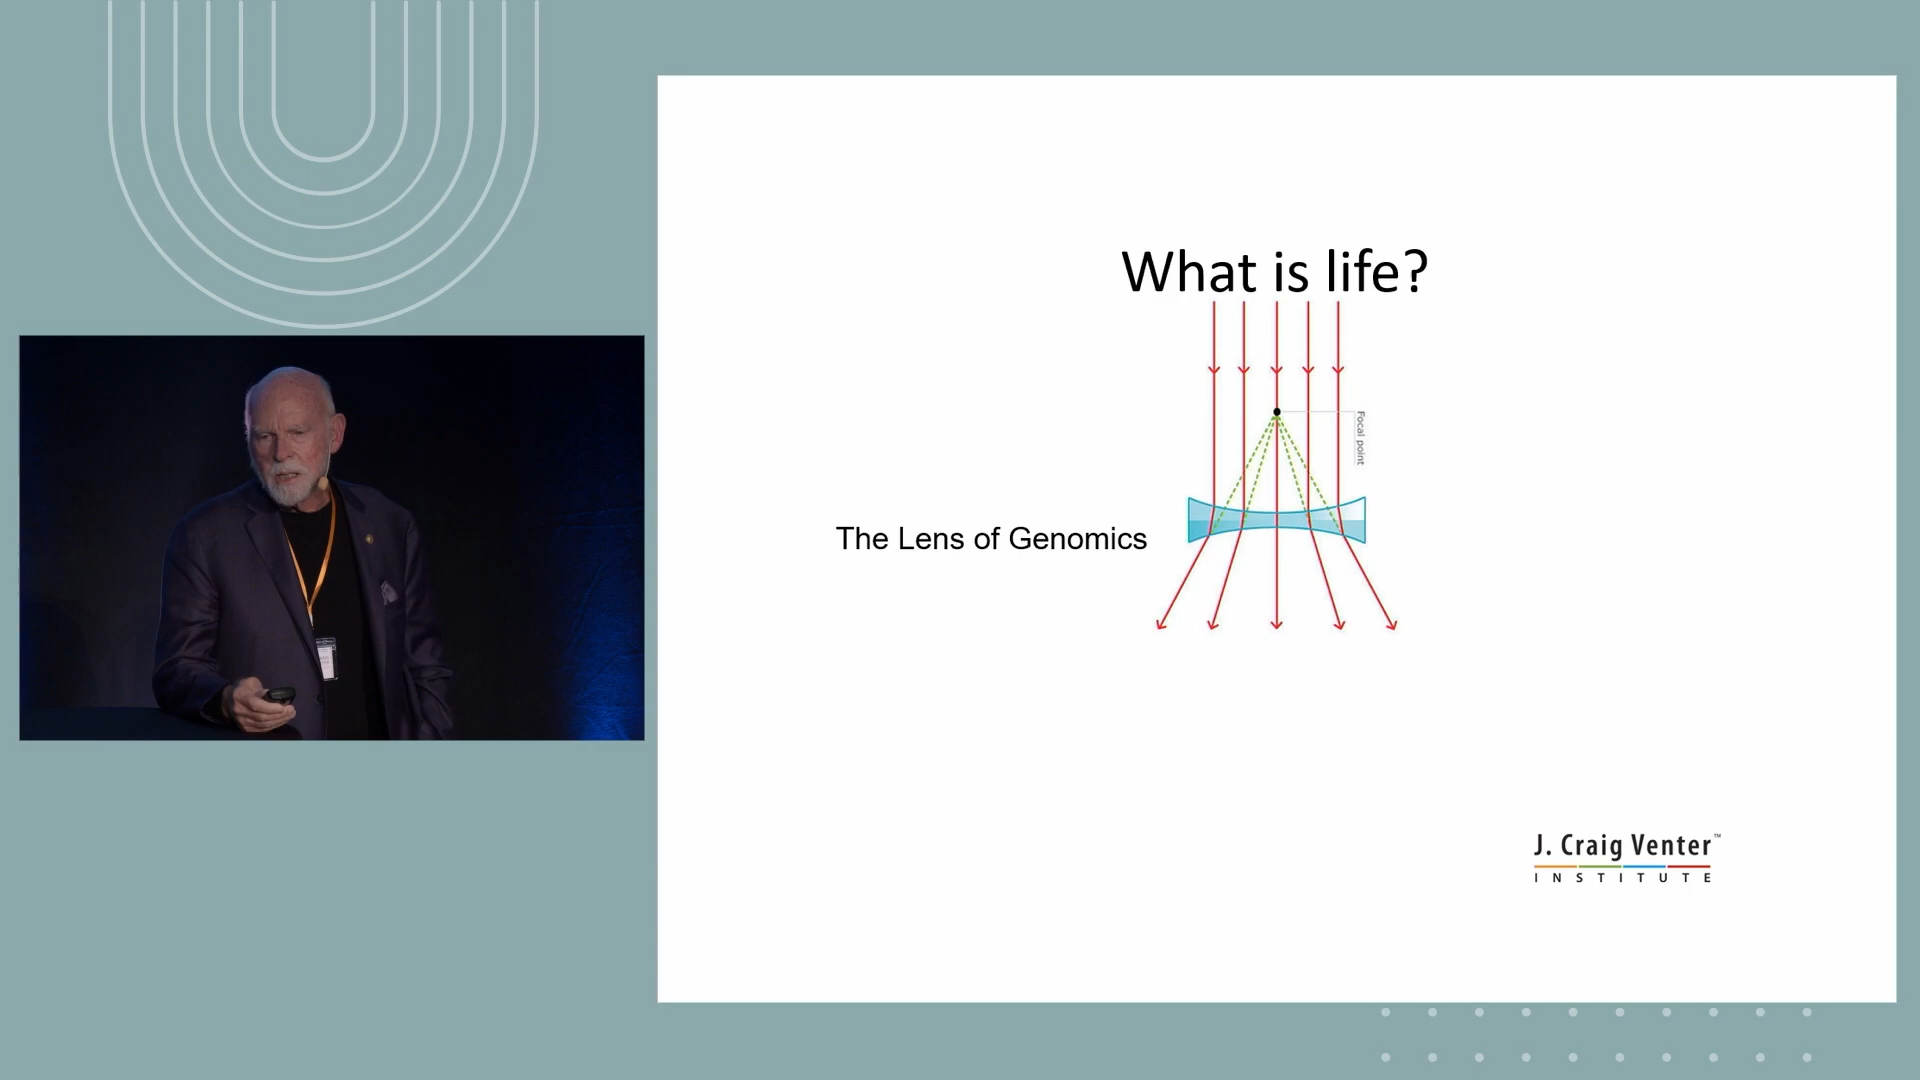 What is life?
Focal point
The Lens of Genomics
J. Craig Venter™
INSTITUTE